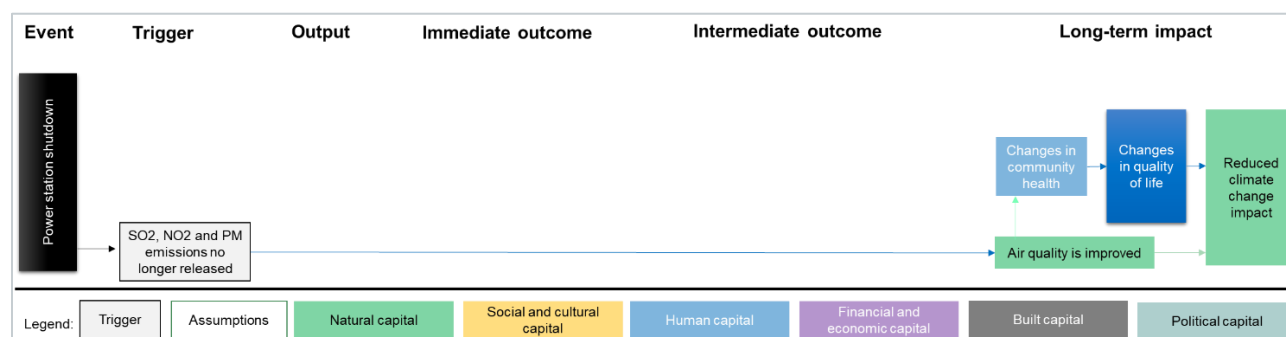 Event Trigger Output Immediate outcome Intermediate outcome Long-term impact
Power station shutdown
SO2, NO2 and PM
emissions no
longer released
Changes in
community
health
Changes
in quality
of life
Reduced
climate
change
impact
Air quality is improved
Legend:
Trigger
Assumptions
Natural capital
Social and cultural
capital
Human capital
Financial and
economic capital
Built capital
Political capital